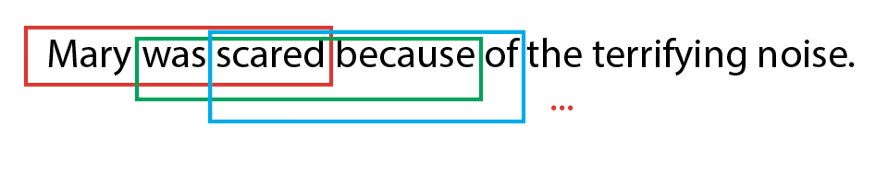 Mary was scared because of the terrifying noise.
...